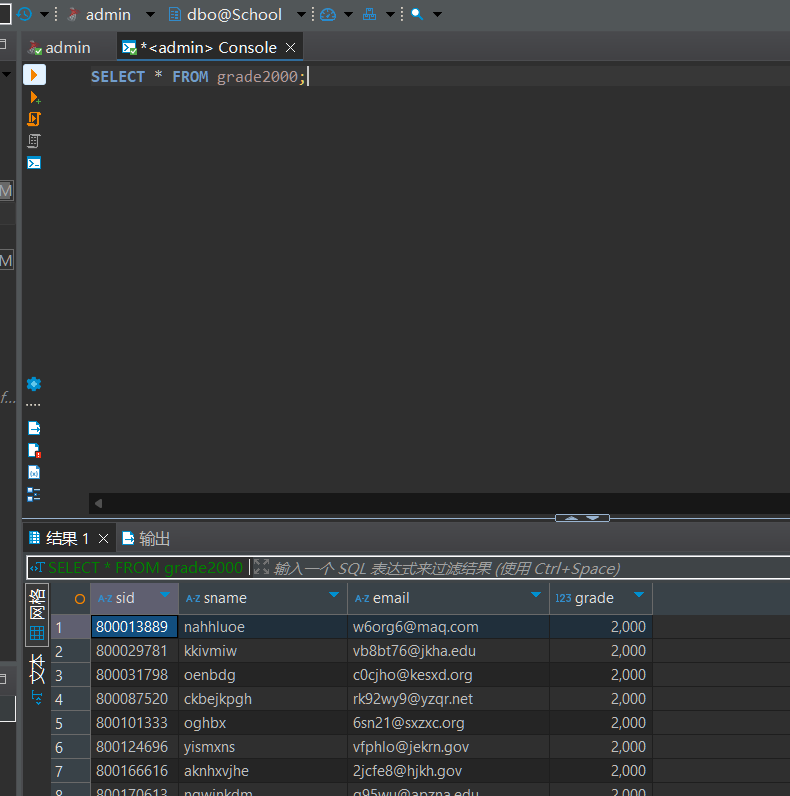 admin dbo@School
admin *<admin> Console
SELECT * FROM grade2000;
M
M
f...
结果 1 输出
SELECT * FROM grade2000 输入一个 SQL 表达式来过滤结果 (使用 Ctrl+Space)
网格
文本
A-Z sid A-Z sname A-Z email 123 grade
1 800013889 nahhluoe w6org6@maq.com 2,000
2 800029781 kkivmiw vb8bt76@jkha.edu 2,000
3 800031798 oenbdg c0cjho@kesxd.org 2,000
4 800087520 ckbejkpgh rk92wy9@yzqr.net 2,000
5 800101333 oghbx 6sn21@sxzxc.org 2,000
6 800124696 yismxns vfphlo@jekrn.gov 2,000
7 800166616 aknhxvjhe 2jcfe8@hjkh.gov 2,000
8 800170613 2,000